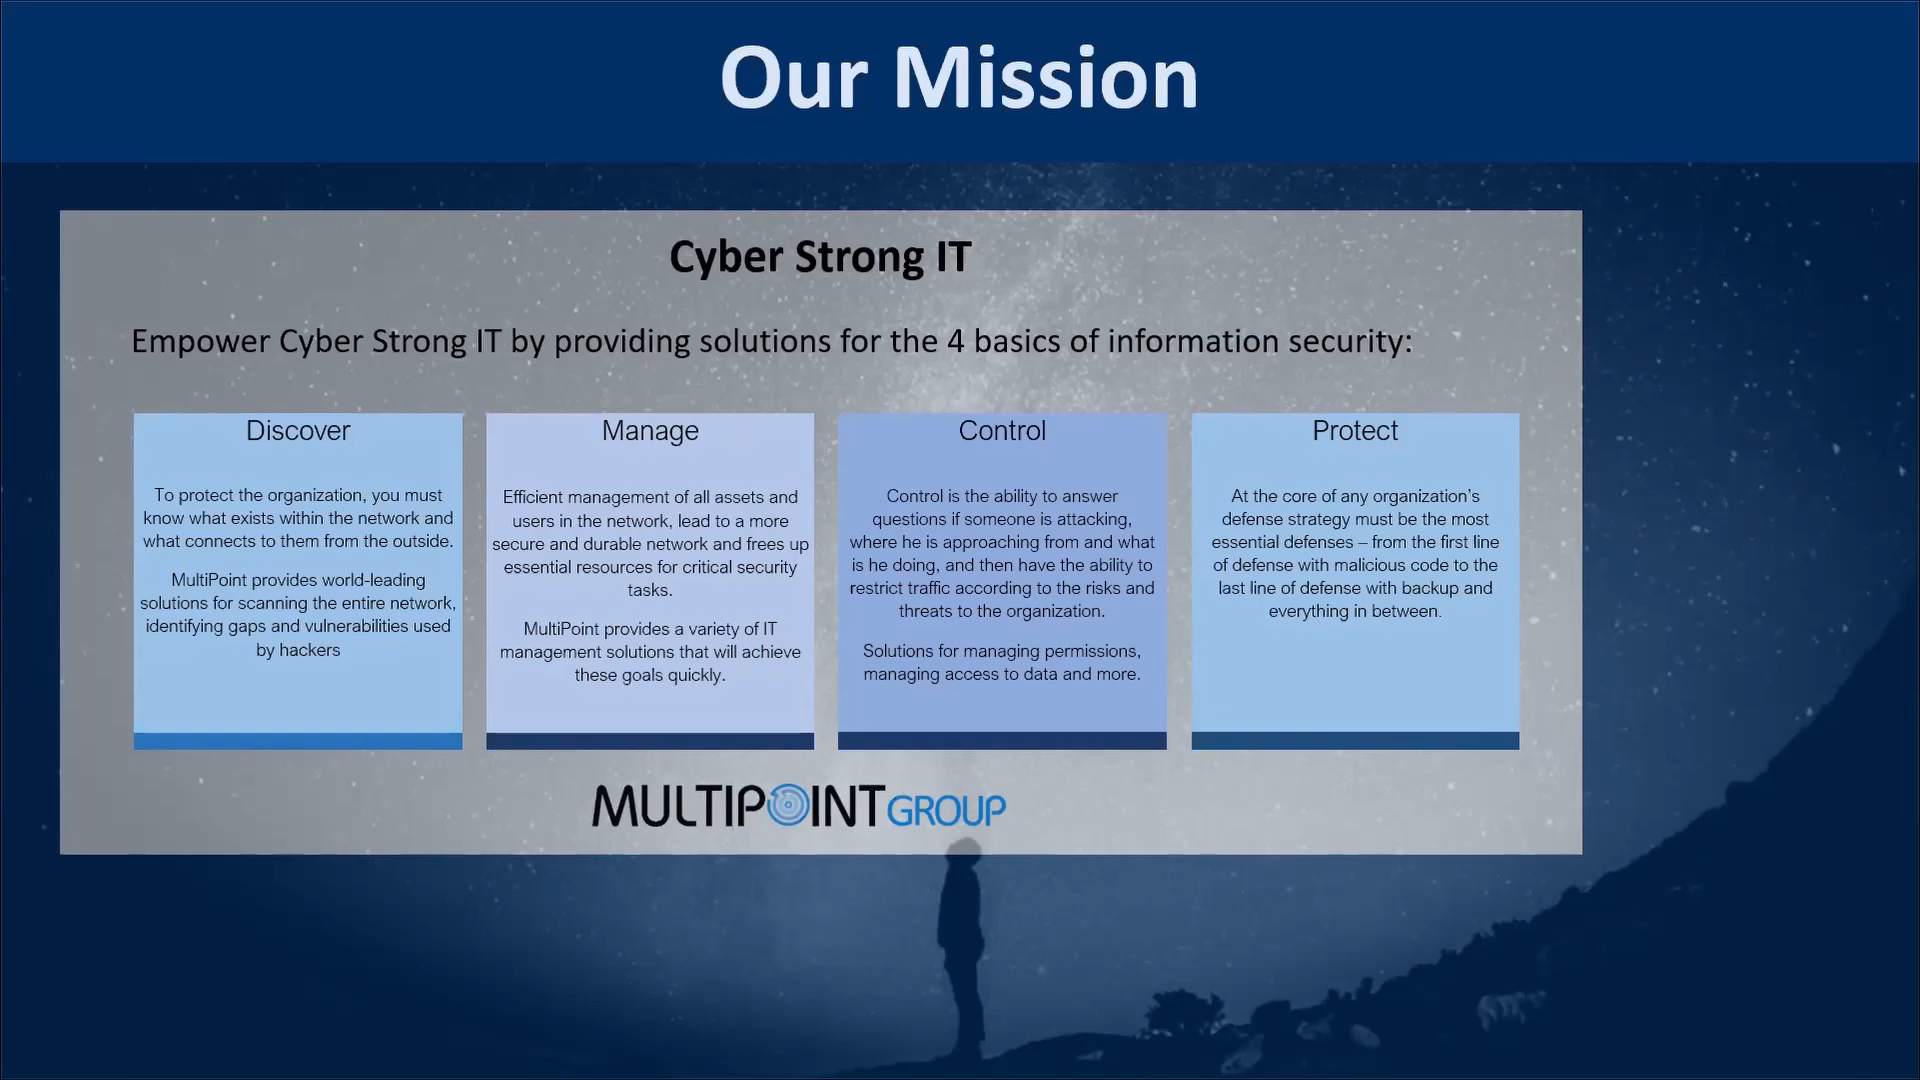 Our Mission
Cyber Strong IT
Empower Cyber Strong IT by providing solutions for the 4 basics of information security:
Discover
To protect the organization, you must
know what exists within the network and
what connects to them from the outside.
MultiPoint provides world-leading
solutions for scanning the entire network,
identifying gaps and vulnerabilities used
by hackers
Manage
Efficient management of all assets and
users in the network, lead to a more
secure and durable network and frees up
essential resources for critical security
tasks.
MultiPoint provides a variety of IT
management solutions that will achieve
these goals quickly.
Control
Control is the ability to answer
questions if someone is attacking,
where he is approaching from and what
is he doing, and then have the ability to
restrict traffic according to the risks and
threats to the organization.
Solutions for managing permissions,
managing access to data and more.
Protect
At the core of any organization's
defense strategy must be the most
essential defenses – from the first line
of defense with malicious code to the
last line of defense with backup and
everything in between.
MULTIPOINT GROUP